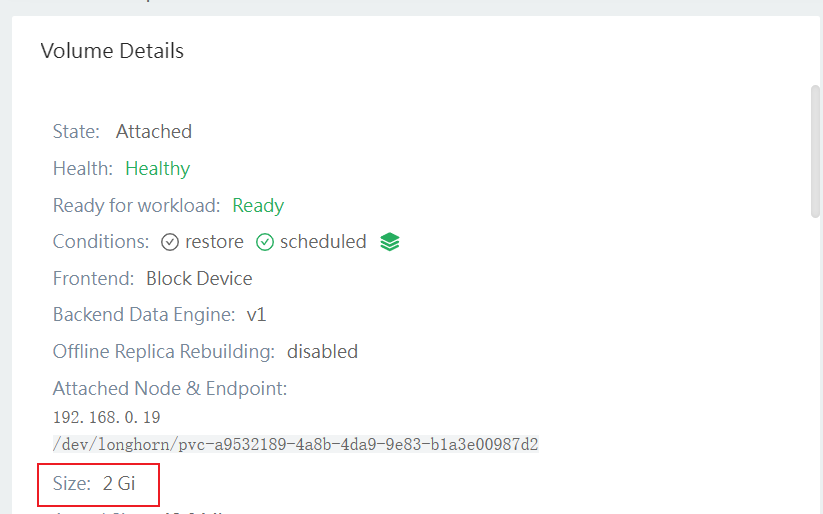 Volume Details
State: Attached
Health: Healthy
Ready for workload: Ready
Conditions: restore scheduled
Frontend: Block Device
Backend Data Engine: v1
Offline Replica Rebuilding: disabled
Attached Node & Endpoint:
192.168.0.19
/dev/longhorn/pvc-a9532189-4a8b-4da9-9e83-b1a3e00987d2
Size: 2 Gi